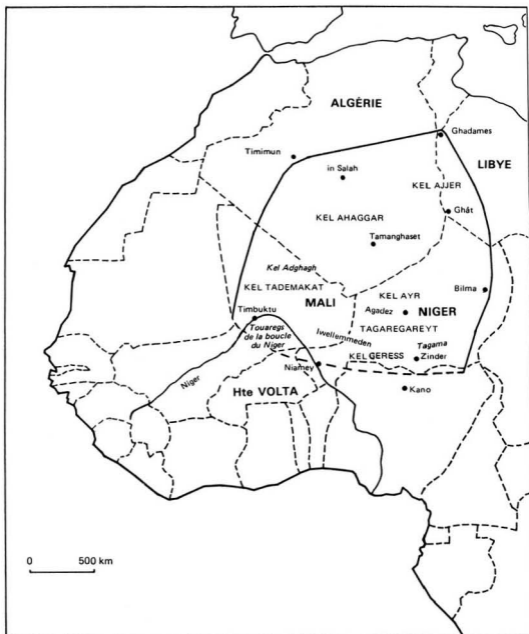 ALGÉRIE
Ghadames
LIBYE
Timimun
in Salah
KEL AJJER
KEL AHAGGAR
Ghât
Tamanghaset
Kel Adghagh
KEL TADEMAKAT
KEL AYR
Bilma
MALI
Timbuktu
Agadez
NIGER
Touaregs
de la boucle
du Niger
Iwellemmeden
TAGAREGAREYT
Tagama
KEL GERESS
Zinder
Niamey
Niger
Hte VOLTA
Kano
0 500 km